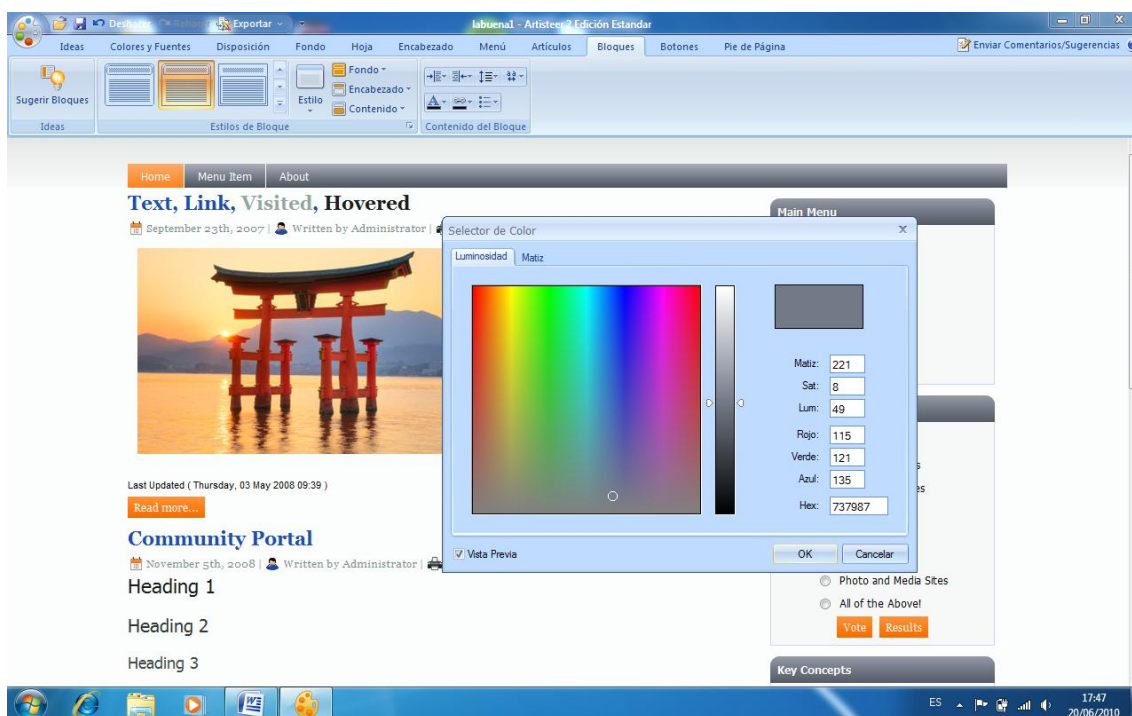 Deshacer Exportar labuena1 - Artisteer 2 Edición Estandar
Ideas Colores y Fuentes Disposición Fondo Hoja Encabezado Menú Artículos Bloques Botones Pie de Página Enviar Comentarios/Sugerencias
Sugerir Bloques
Estilo
Fondo
Encabezado
Contenido
Ideas Estilos de Bloque Contenido del Bloque
Home Menu Item About
Text, Link, Visited, Hovered
September 23th, 2007 | Written by Administrator |
Main Menu
Selector de Color
Luminosidad Matiz
Matiz: 221
Sat: 8
Lum: 49
Rojo: 115
Verde: 121
Azul: 135
Hex: 737987
Vista Previa
OK Cancelar
Last Updated ( Thursday, 03 May 2008 09:39 )
Read more...
Community Portal
November 5th, 2008 | Written by Administrator |
Heading 1
Heading 2
Heading 3
Photo and Media Sites
All of the Above!
Vote Results
Key Concepts
ES 17:47
20/06/2010